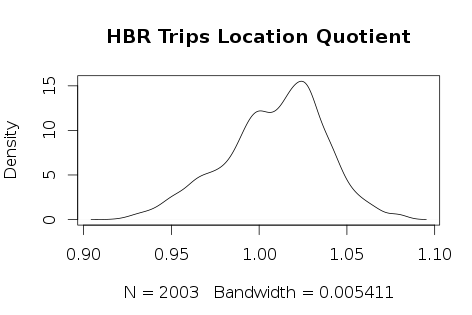 HBR Trips Location Quotient
Density
15
10
5
0
0.90 0.95 1.00 1.05 1.10
N = 2003 Bandwidth = 0.005411